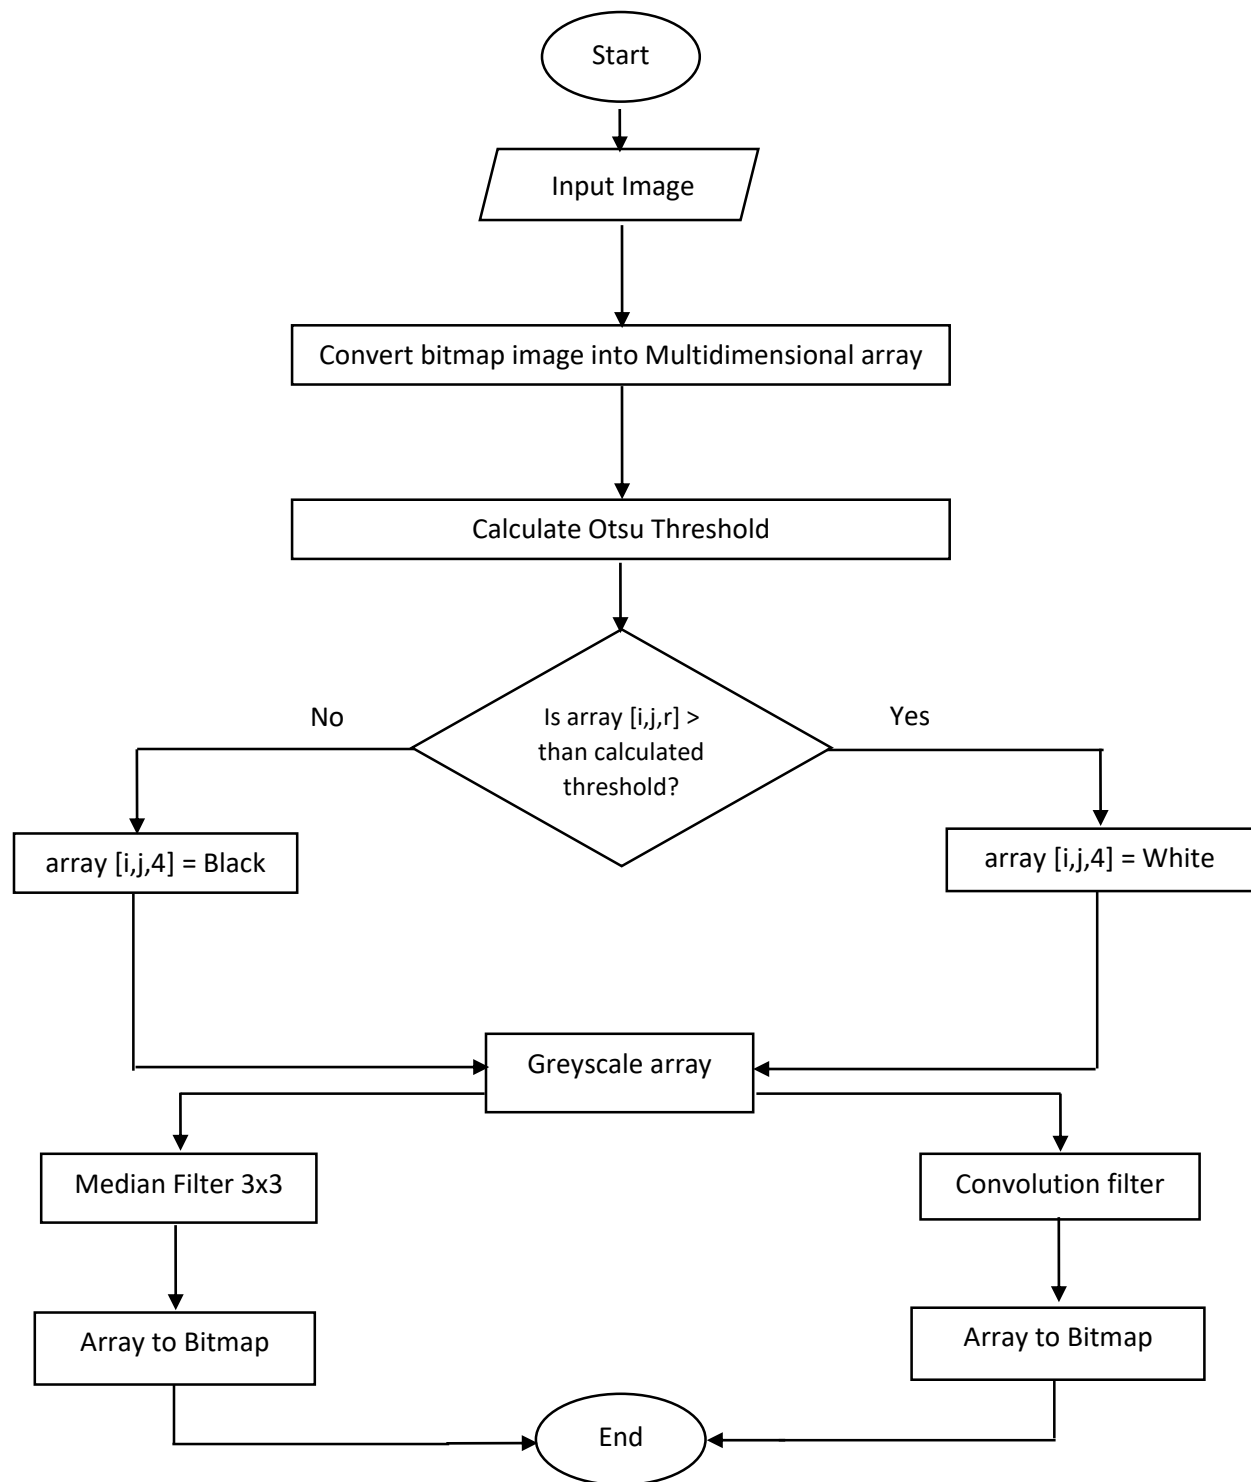 Start
Input Image
Convert bitmap image into Multidimensional array
Calculate Otsu Threshold
No
Is array [i,j,r] >
than calculated
threshold?
Yes
array [i,j,4] = Black
array [i,j,4] = White
Greyscale array
Median Filter 3x3
Convolution filter
Array to Bitmap
Array to Bitmap
End